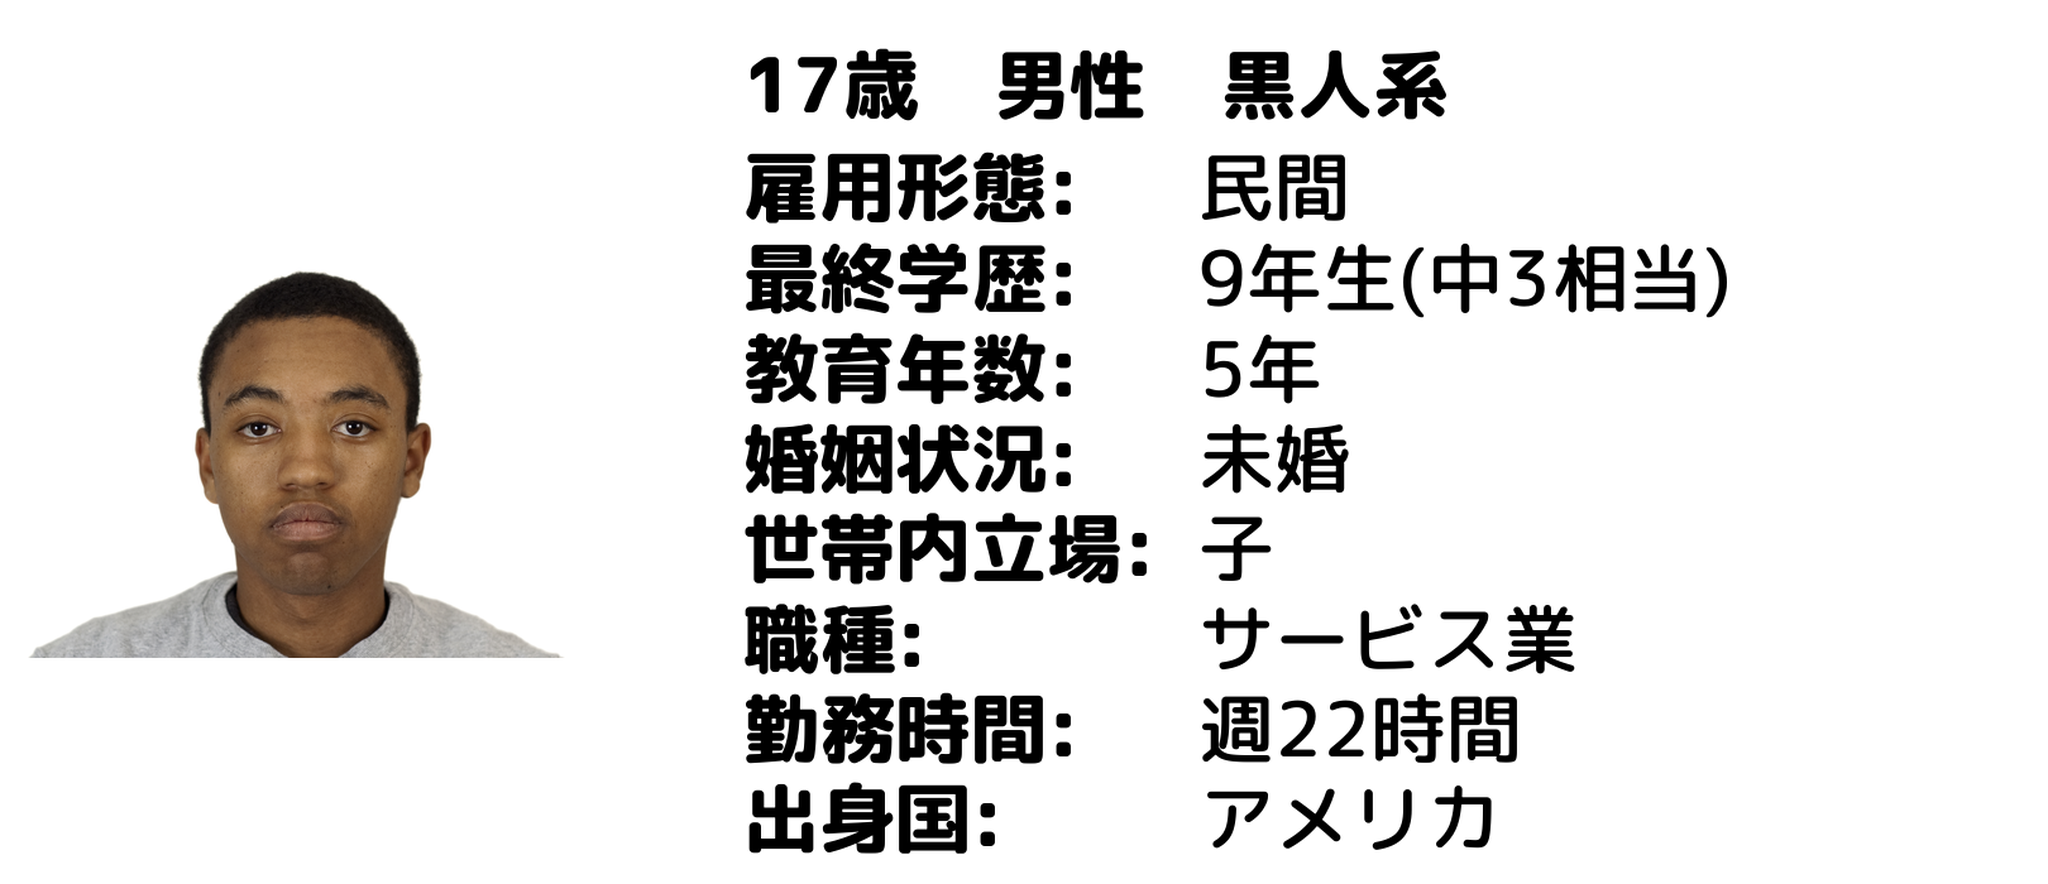 17歳　男性　黒人系
雇用形態: 民間
最終学歴: 9年生(中3相当)
教育年数: 5年
婚姻状況: 未婚
世帯内立場: 子
職種: サービス業
勤務時間: 週22時間
出身国: アメリカ